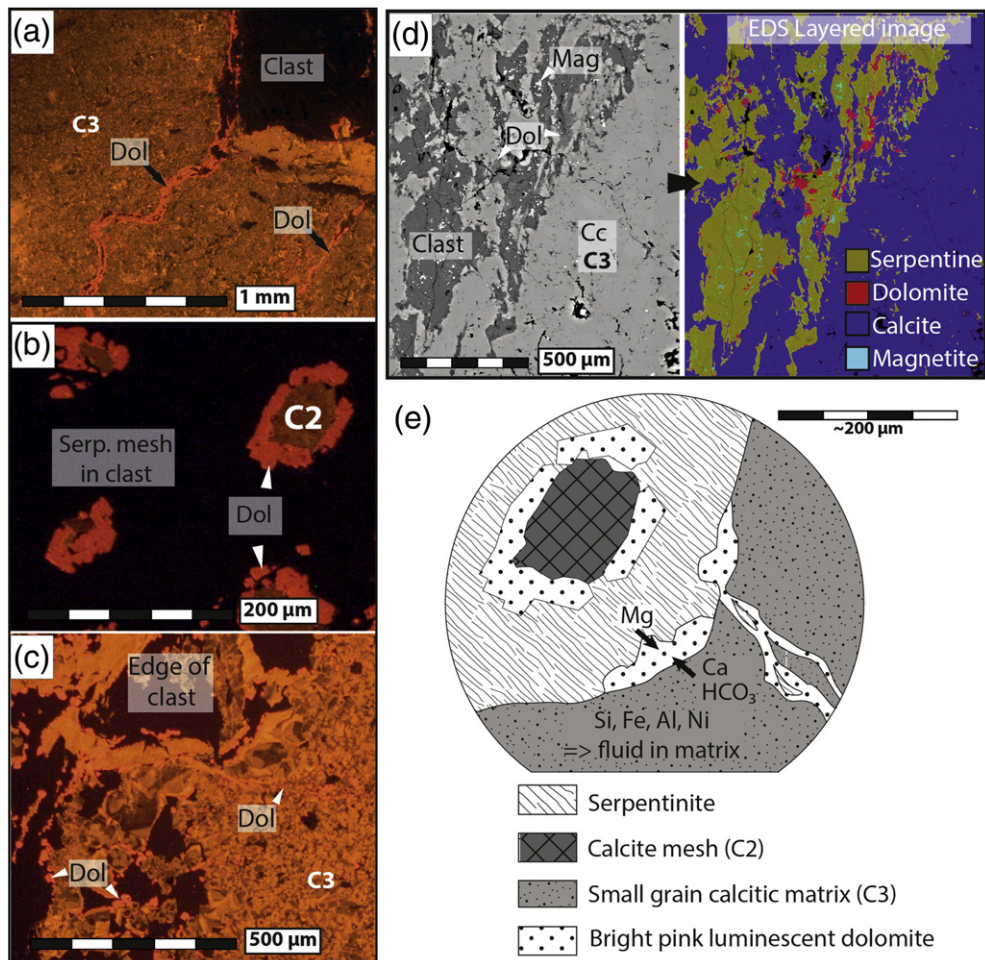 (a)
Clast
C3
Dol
Dol
1 mm
(b)
C2
Serp. mesh
in clast
Dol
200 µm
(c)
Edge of
clast
Dol
Dol
C3
500 µm
(d)
EDS Layered image
Mag
Dol
Clast
Cc
C3
500 µm
Serpentine
Dolomite
Calcite
Magnetite
(e)
~200 µm
Mg
Ca
HCO₃
Si, Fe, Al, Ni
=> fluid in matrix
Serpentinite
Calcite mesh (C2)
Small grain calcitic matrix (C3)
Bright pink luminescent dolomite